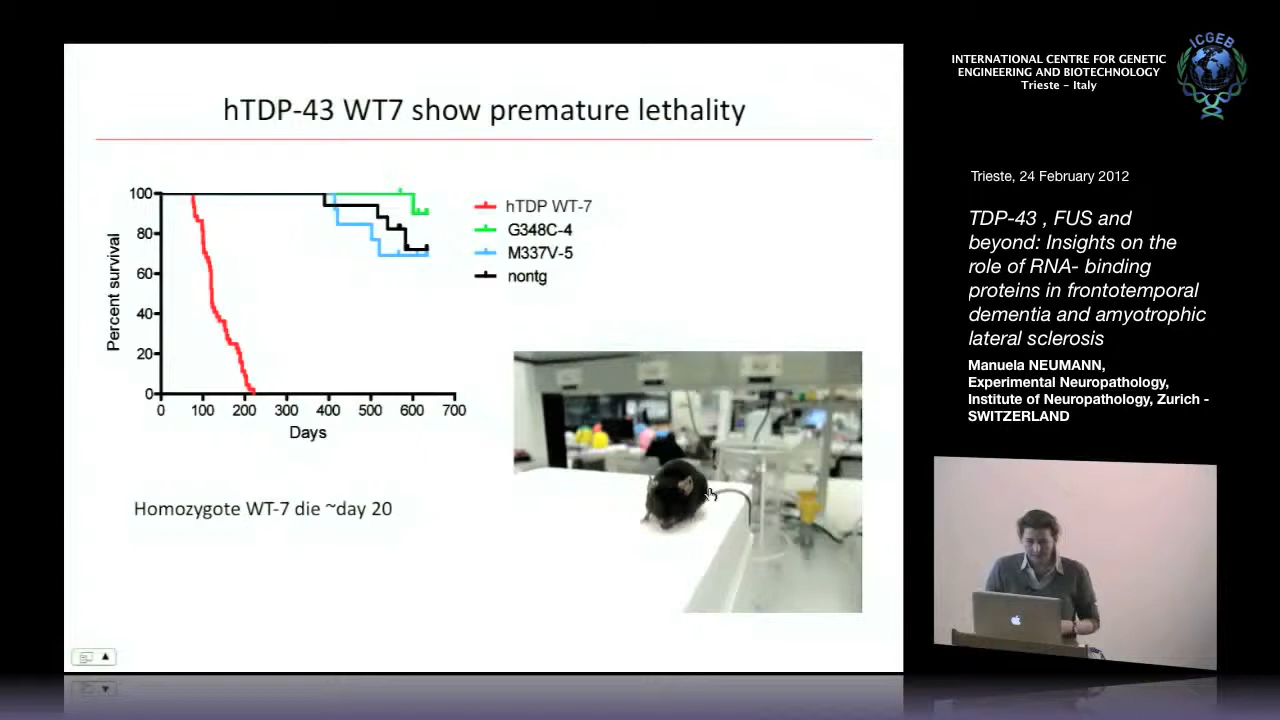 hTDP-43 WT7 show premature lethality
Percent survival
100
80
60
40
20
0
0 100 200 300 400 500 600 700
Days
hTDP WT-7
G348C-4
M337V-5
nontg
Homozygote WT-7 die ~day 20
INTERNATIONAL CENTRE FOR GENETIC
ENGINEERING AND BIOTECHNOLOGY
Trieste - Italy
ICGEB
Trieste, 24 February 2012
TDP-43 , FUS and
beyond: Insights on the
role of RNA- binding
proteins in frontotemporal
dementia and amyotrophic
lateral sclerosis
Manuela NEUMANN,
Experimental Neuropathology,
Institute of Neuropathology, Zurich -
SWITZERLAND